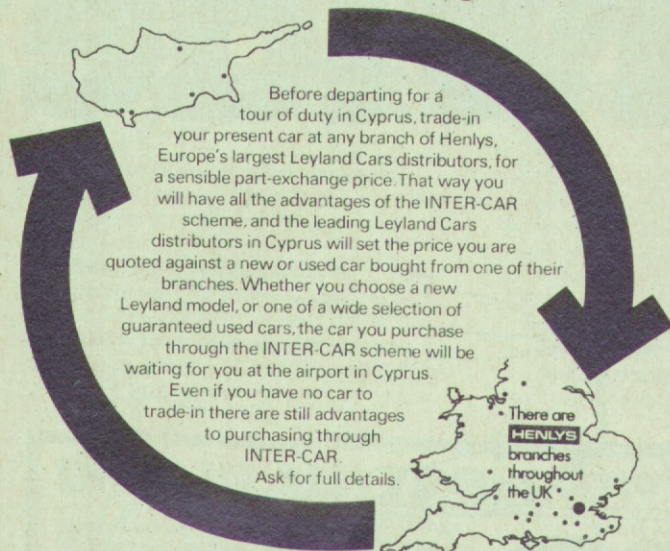 Before departing for a
tour of duty in Cyprus, trade-in
your present car at any branch of Henlys,
Europe's largest Leyland Cars distributors, for
a sensible part-exchange price. That way you
will have all the advantages of the INTER-CAR
scheme, and the leading Leyland Cars
distributors in Cyprus will set the price you are
quoted against a new or used car bought from one of their
branches. Whether you choose a new
Leyland model, or one of a wide selection of
guaranteed used cars, the car you purchase
through the INTER-CAR scheme will be
waiting for you at the airport in Cyprus.
Even if you have no car to
trade-in there are still advantages
to purchasing through
INTER-CAR.
Ask for full details.
There are
HENLYS
branches
throughout
the UK